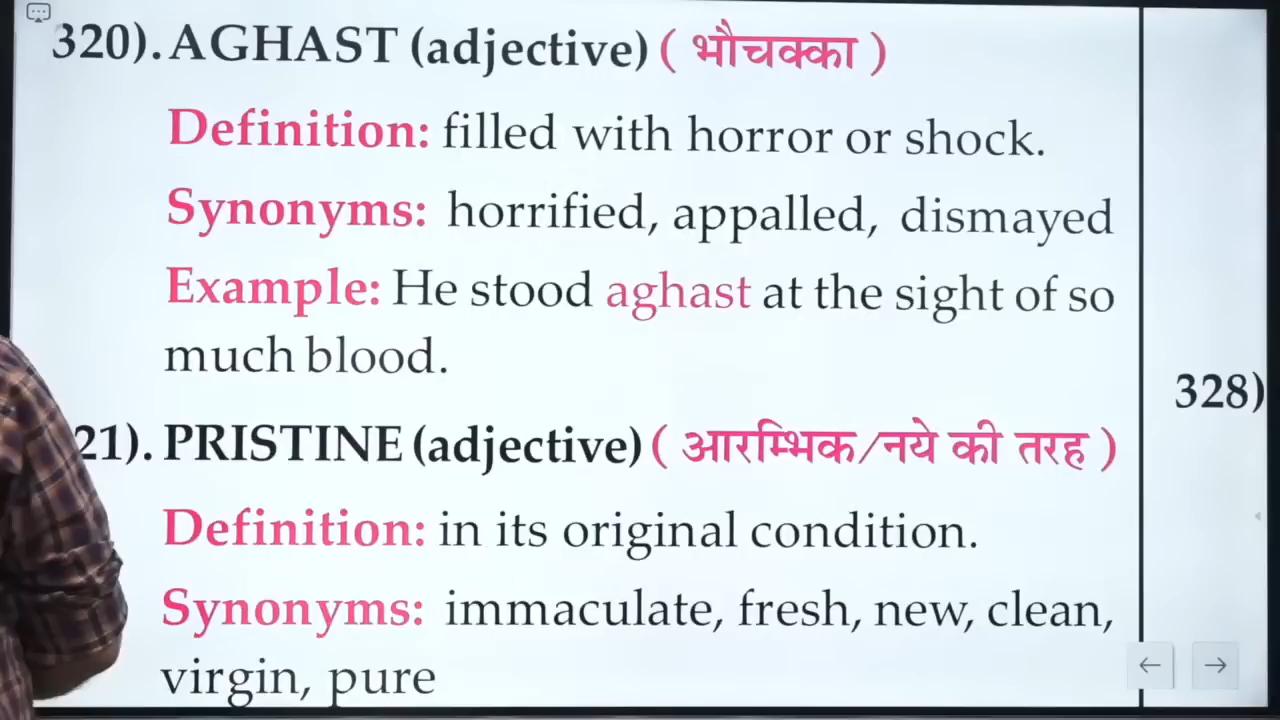 320). AGHAST (adjective) ( भौचक्का )
Definition: filled with horror or shock.
Synonyms: horrified, appalled, dismayed
Example: He stood aghast at the sight of so
much blood.
21). PRISTINE (adjective) ( आरम्भिक/नये की तरह )
Definition: in its original condition.
Synonyms: immaculate, fresh, new, clean,
virgin, pure
328)